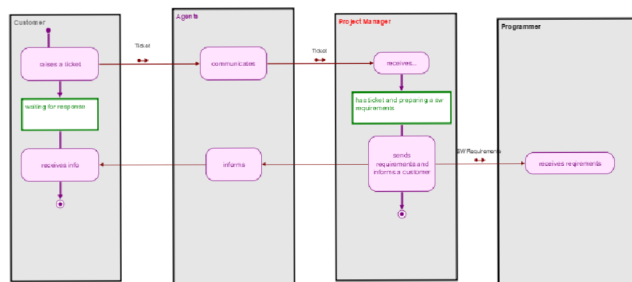 Customer
Agents
Project Manager
Programmer
Ticket
Ticket
raises a ticket
communicates
receives...
waiting for response
has ticket and preparing a sw
requirements
receives info
informs
sends
requirements and
informs a customer
SW Requirements
receives reqirements